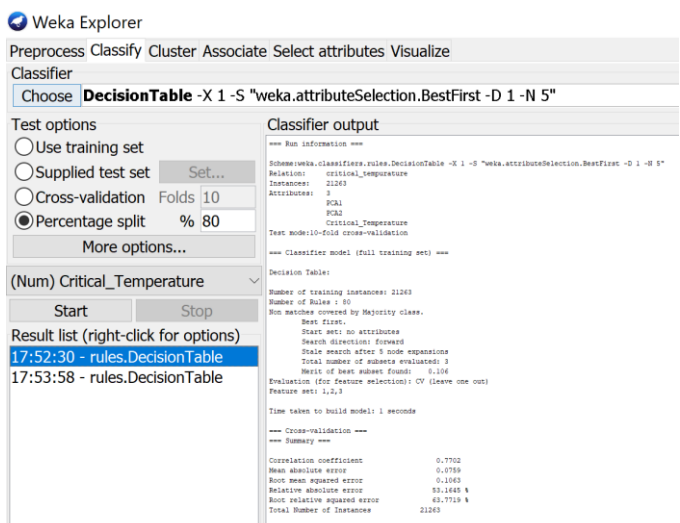 Weka Explorer
Preprocess Classify Cluster Associate Select attributes Visualize
Classifier
Choose DecisionTable -X 1 -S "weka.attributeSelection.BestFirst -D 1 -N 5"
Test options
Use training set
Supplied test set Set...
Cross-validation Folds 10
Percentage split % 80
More options...
(Num) Critical_Temperature
Start Stop
Result list (right-click for options)
17:52:30 - rules.DecisionTable
17:53:58 - rules.DecisionTable
Classifier output
=== Run information ===
Scheme:weka.classifiers.rules.DecisionTable -X 1 -S "weka.attributeSelection.BestFirst -D 1 -N 5"
Relation: critical_tempurature
Instances: 21263
Attributes: 3
PCA1
PCA2
Critical_Temperature
Test mode:10-fold cross-validation
=== Classifier model (full training set) ===
Decision Table:
Number of training instances: 21263
Number of Rules : 80
Non matches covered by Majority class.
Best first.
Start set: no attributes
Search direction: forward
Stale search after 5 node expansions
Total number of subsets evaluated: 3
Merit of best subset found: 0.106
Evaluation (for feature selection): CV (leave one out)
Feature set: 1,2,3
Time taken to build model: 1 seconds
=== Cross-validation ===
=== Summary ===
Correlation coefficient 0.7702
Mean absolute error 0.0759
Root mean squared error 0.1063
Relative absolute error 53.1645 %
Root relative squared error 63.7719 %
Total Number of Instances 21263